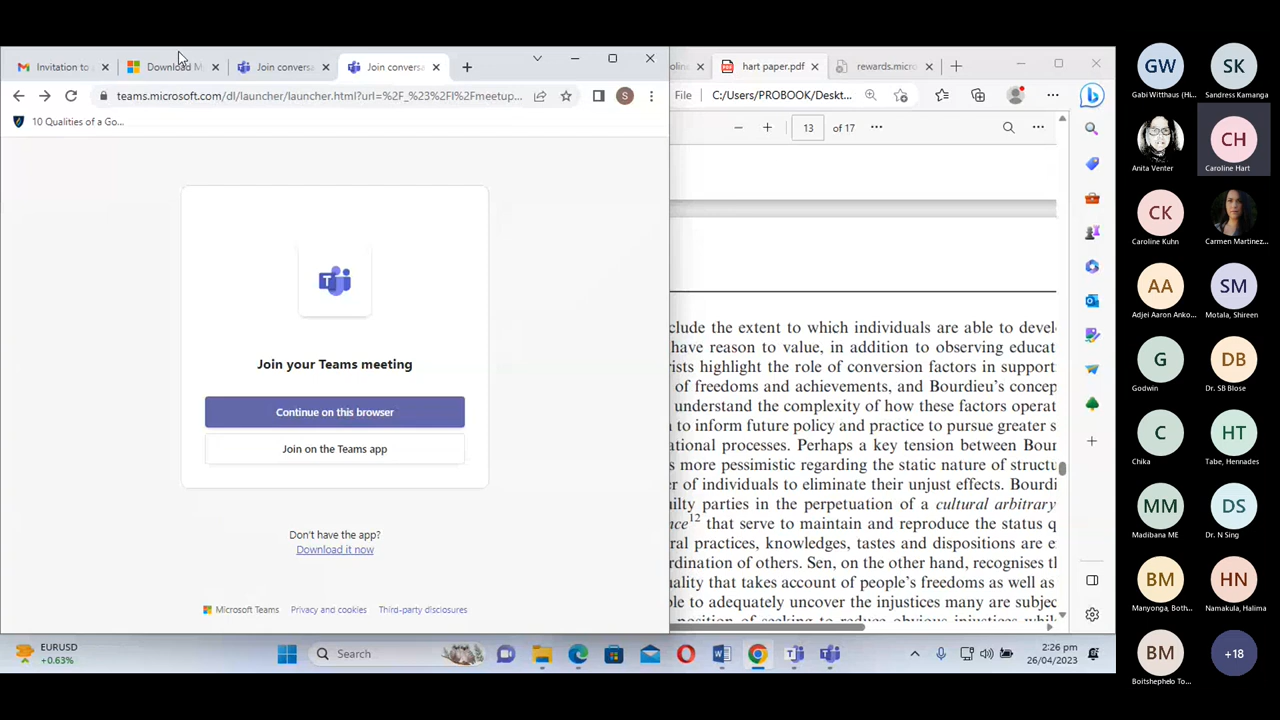 Invitation to
Download M
Join convers
Join conversa
teams.microsoft.com/dl/launcher/launcher.html?url=%2F_%23%2Fl%2Fmeetup...
10 Qualities of a Go...
S
T
Join your Teams meeting
Continue on this browser
Join on the Teams app
Don't have the app?
Download it now
Microsoft Teams Privacy and cookies Third-party disclosures
hart paper.pdf
rewards.micro
File C:/Users/PROBOOK/Deskt...
13 of 17
clude the extent to which individuals are able to devel
have reason to value, in addition to observing educat
ists highlight the role of conversion factors in support
of freedoms and achievements, and Bourdieu's concep
understand the complexity of how these factors operat
n to inform future policy and practice to pursue greater s
ational processes. Perhaps a key tension between Bour
s more pessimistic regarding the static nature of structu
er of individuals to eliminate their unjust effects. Bourdi
uilty parties in the perpetuation of a cultural arbitrary
nce12 that serve to maintain and reproduce the status q
ral practices, knowledges, tastes and dispositions are e
rdination of others. Sen, on the other hand, recognises th
uality that takes account of people's freedoms as well as
ble to adequately uncover the injustices many are subjec
EURUSD
+0.63%
Search
2:26 pm
26/04/2023
GW
Gabi Witthaus (Hi...
SK
Sandress Kamanga
Anita Venter
CH
Caroline Hart
CK
Caroline Kuhn
Carmen Martinez...
AA
Adjei Aaron Anko...
SM
Motala, Shireen
G
Godwin
DB
Dr. SB Blose
C
Chika
HT
Tabe, Hennades
MM
Madibana ME
DS
Dr. N Sing
BM
Manyonga, Both...
HN
Namakula, Halima
BM
Boitshephelo To...
+18